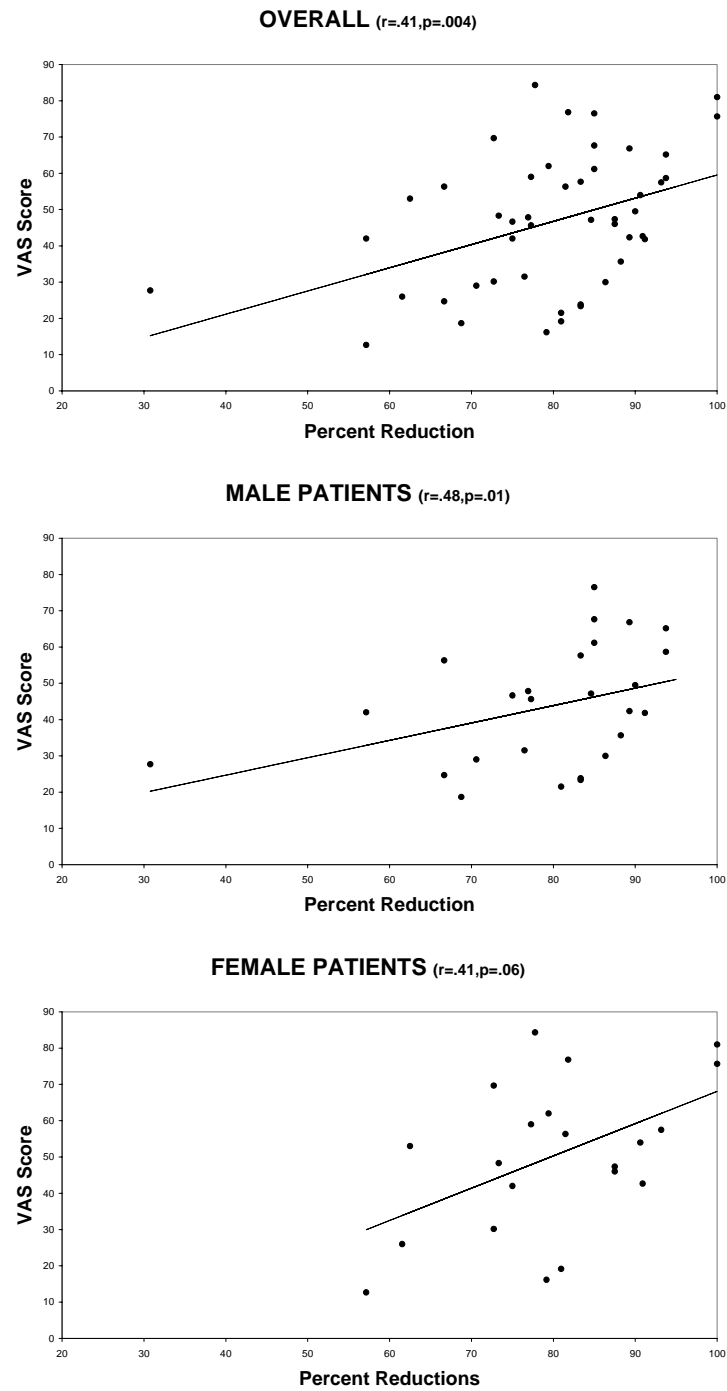 OVERALL (r=.41,p=.004)
90
80
70
60
50
40
30
20
10
0
VAS Score
20 30 40 50 60 70 80 90 100
Percent Reduction
MALE PATIENTS (r=.48,p=.01)
90
80
70
60
50
40
30
20
10
0
VAS Score
20 30 40 50 60 70 80 90 100
Percent Reduction
FEMALE PATIENTS (r=.41,p=.06)
90
80
70
60
50
40
30
20
10
0
VAS Score
20 30 40 50 60 70 80 90 100
Percent Reductions